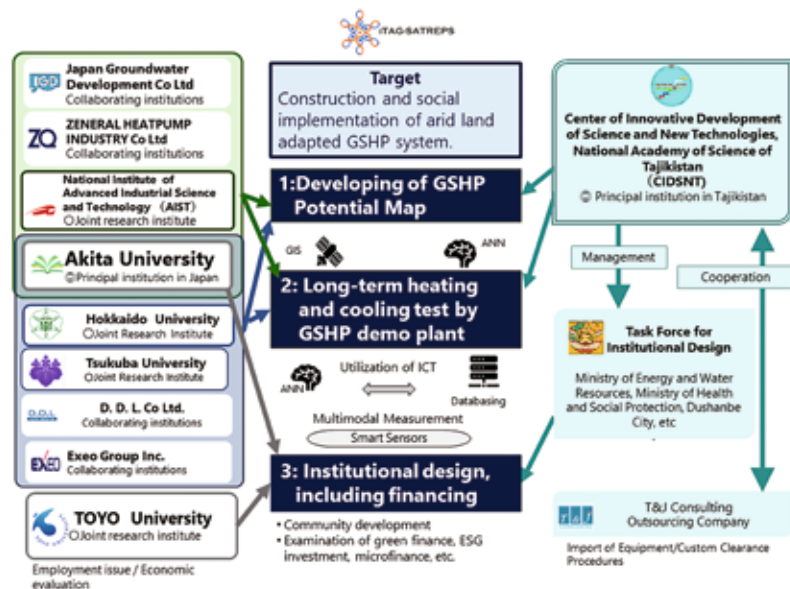 iTAG-SATREPS
JGD
Japan Groundwater
Development Co Ltd
Collaborating institutions
ZQ
ZENERAL HEATPUMP
INDUSTRY Co Ltd
Collaborating institutions
National Institute of
Advanced Industrial Science
and Technology （AIST）
○Joint research institute
Akita University
◎Principal institution in Japan
Hokkaido University
○Joint Research Institute
Tsukuba University
○Joint Research Institute
D.D.L
D. D. L Co Ltd.
Collaborating institutions
EXEO
Exeo Group Inc.
Collaborating institutions
TOYO University
○Joint research institute
Employment issue / Economic
evaluation
Target
Construction and social
implementation of arid land
adapted GSHP system.
1:Developing of GSHP
Potential Map
GIS
ANN
2: Long-term heating
and cooling test by
GSHP demo plant
ANN
Utilization of ICT
Databasing
Multimodal Measurement
Smart Sensors
3: Institutional design,
including financing
• Community development
• Examination of green finance, ESG
investment, microfinance, etc.
Center of Innovative Development
of Science and New Technologies,
National Academy of Science of
Tajikistan
（CIDSNT）
◎ Principal institution in Tajikistan
Management
Cooperation
Task Force for
Institutional Design
Ministry of Energy and Water
Resources, Ministry of Health
and Social Protection, Dushanbe
City, etc
T&J
T&J Consulting
Outsourcing Company
Import of Equipment/Custom Clearance
Procedures